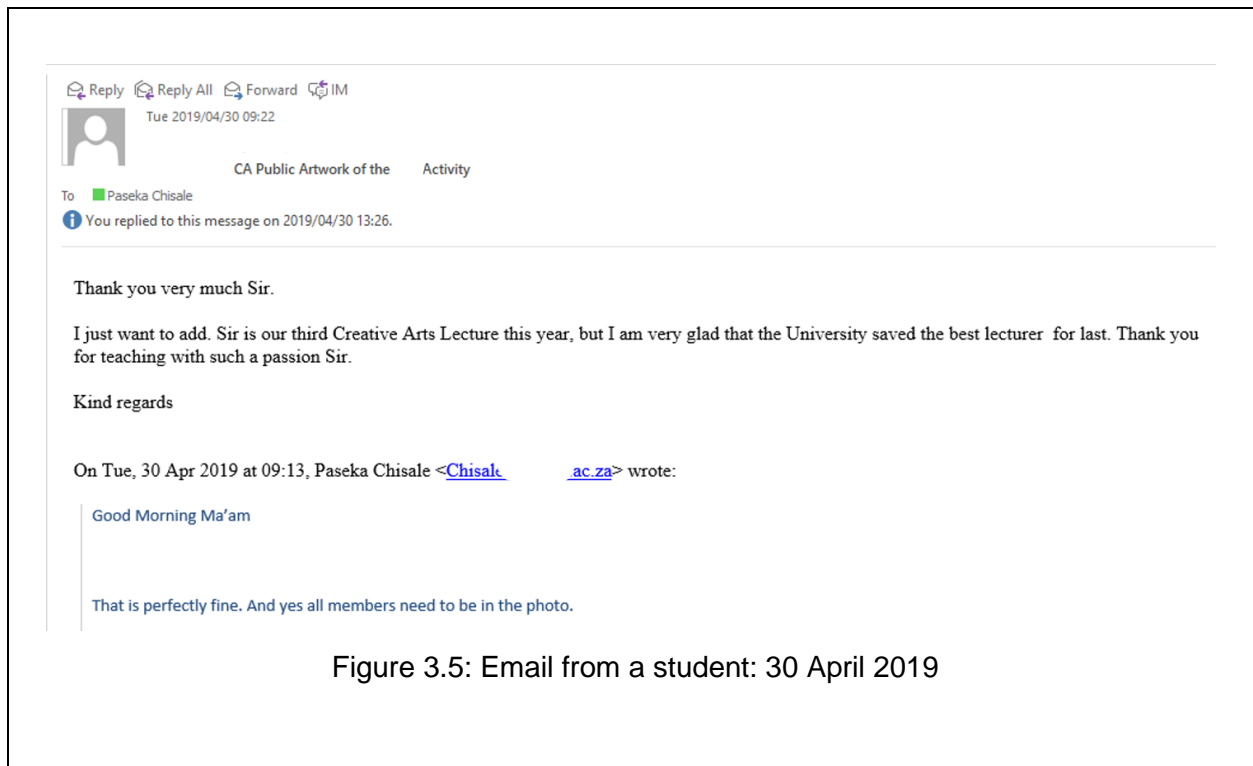 Reply Reply All Forward IM
Tue 2019/04/30 09:22
CA Public Artwork of the Activity
To Paseka Chisale
You replied to this message on 2019/04/30 13:26.
Thank you very much Sir.
I just want to add. Sir is our third Creative Arts Lecture this year, but I am very glad that the University saved the best lecturer for last. Thank you
for teaching with such a passion Sir.
Kind regards
On Tue, 30 Apr 2019 at 09:13, Paseka Chisale <Chisal .ac.za> wrote:
Good Morning Ma'am
That is perfectly fine. And yes all members need to be in the photo.
Figure 3.5: Email from a student: 30 April 2019